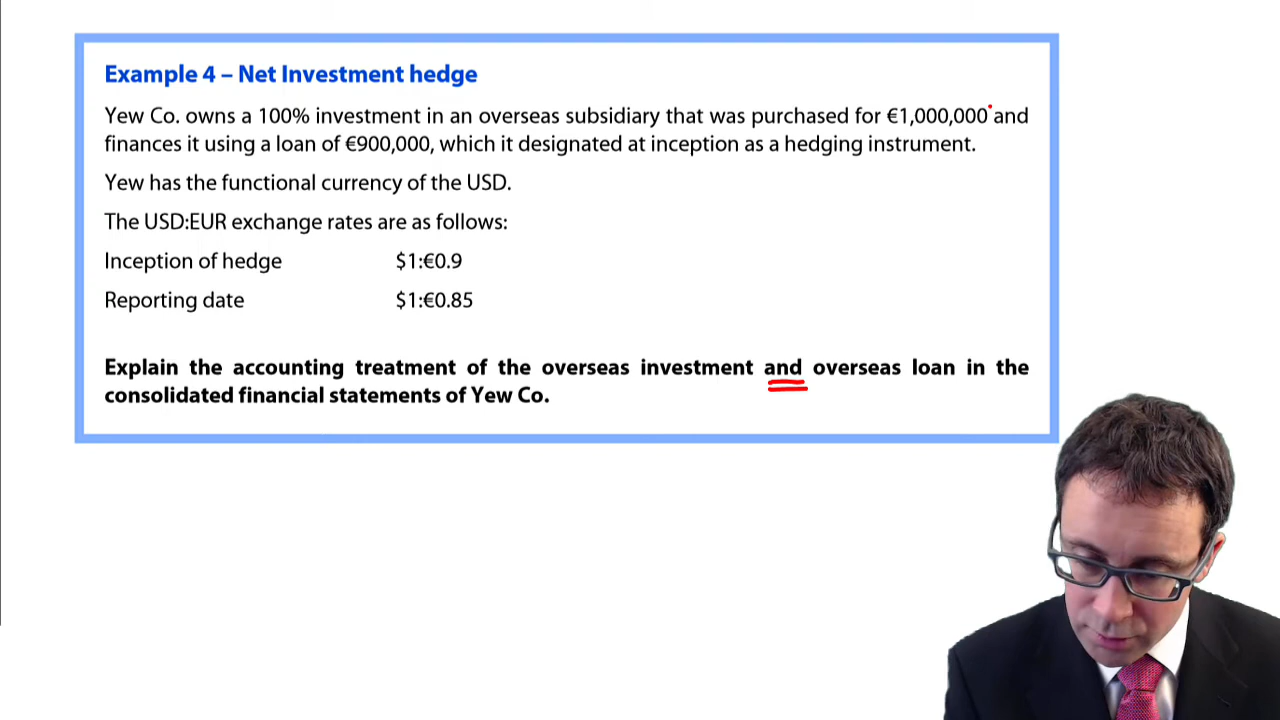 Example 4 – Net Investment hedge
Yew Co. owns a 100% investment in an overseas subsidiary that was purchased for €1,000,000 and
finances it using a loan of €900,000, which it designated at inception as a hedging instrument.
Yew has the functional currency of the USD.
The USD:EUR exchange rates are as follows:
Inception of hedge $1:€0.9
Reporting date $1:€0.85
Explain the accounting treatment of the overseas investment and overseas loan in the
consolidated financial statements of Yew Co.